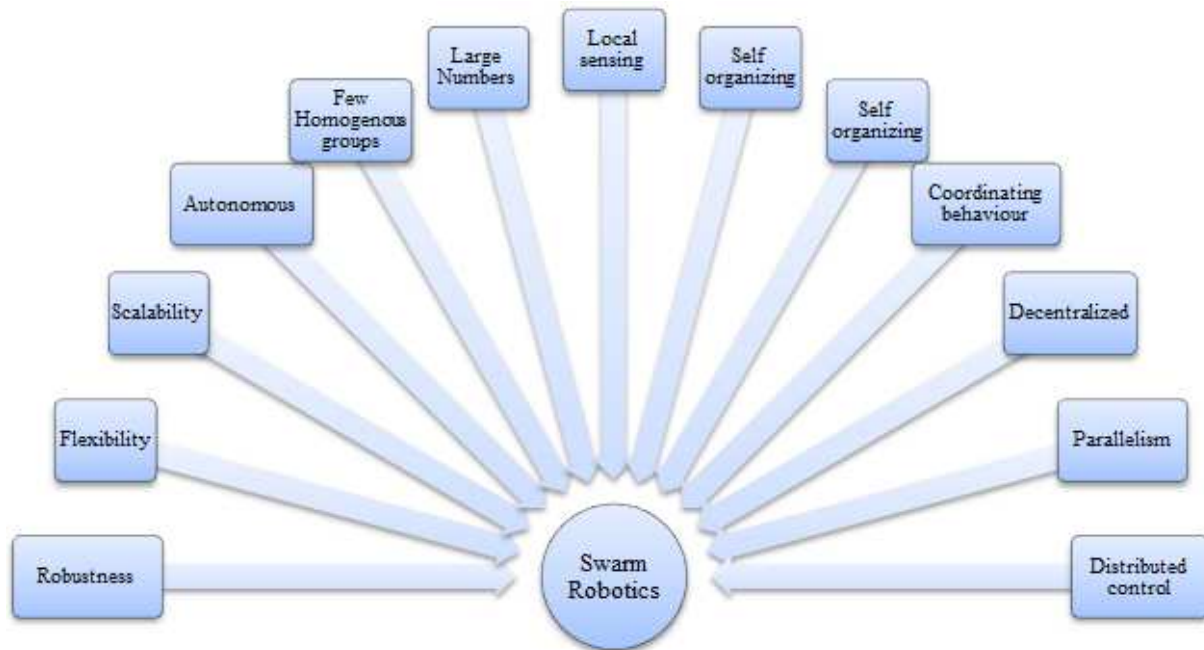 Local
sensing
Large
Numbers
Self
organizing
Few
Homogenous
groups
Self
organizing
Autonomous
Coordinating
behaviour
Scalability
Decentralized
Flexibility
Parallelism
Robustness
Swarm
Robotics
Distributed
control